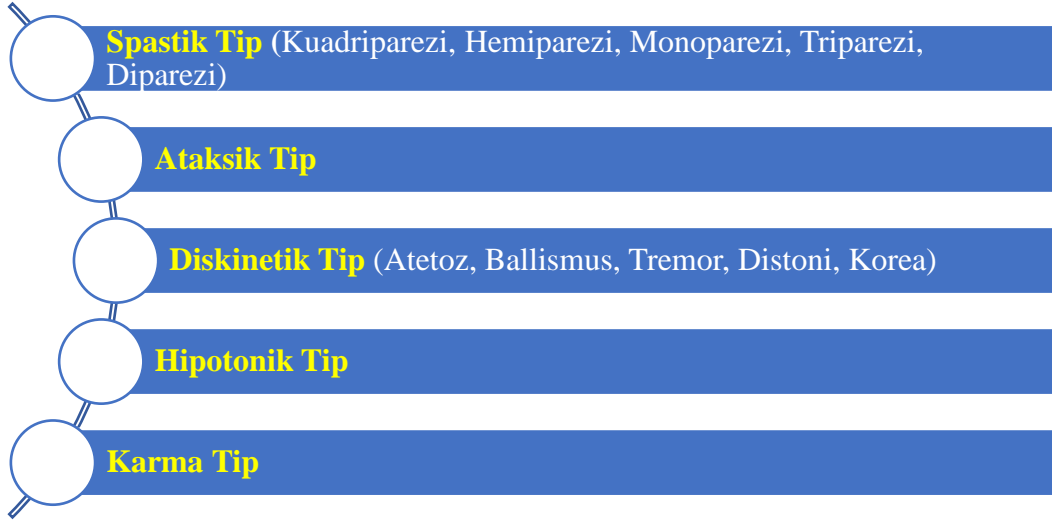 Spastik Tip (Kuadriparezi, Hemiparezi, Monoparezi, Triparezi,
Diparezi)
Ataksik Tip
Diskinetik Tip (Atetoz, Ballismus, Tremor, Distoni, Korea)
Hipotonik Tip
Karma Tip